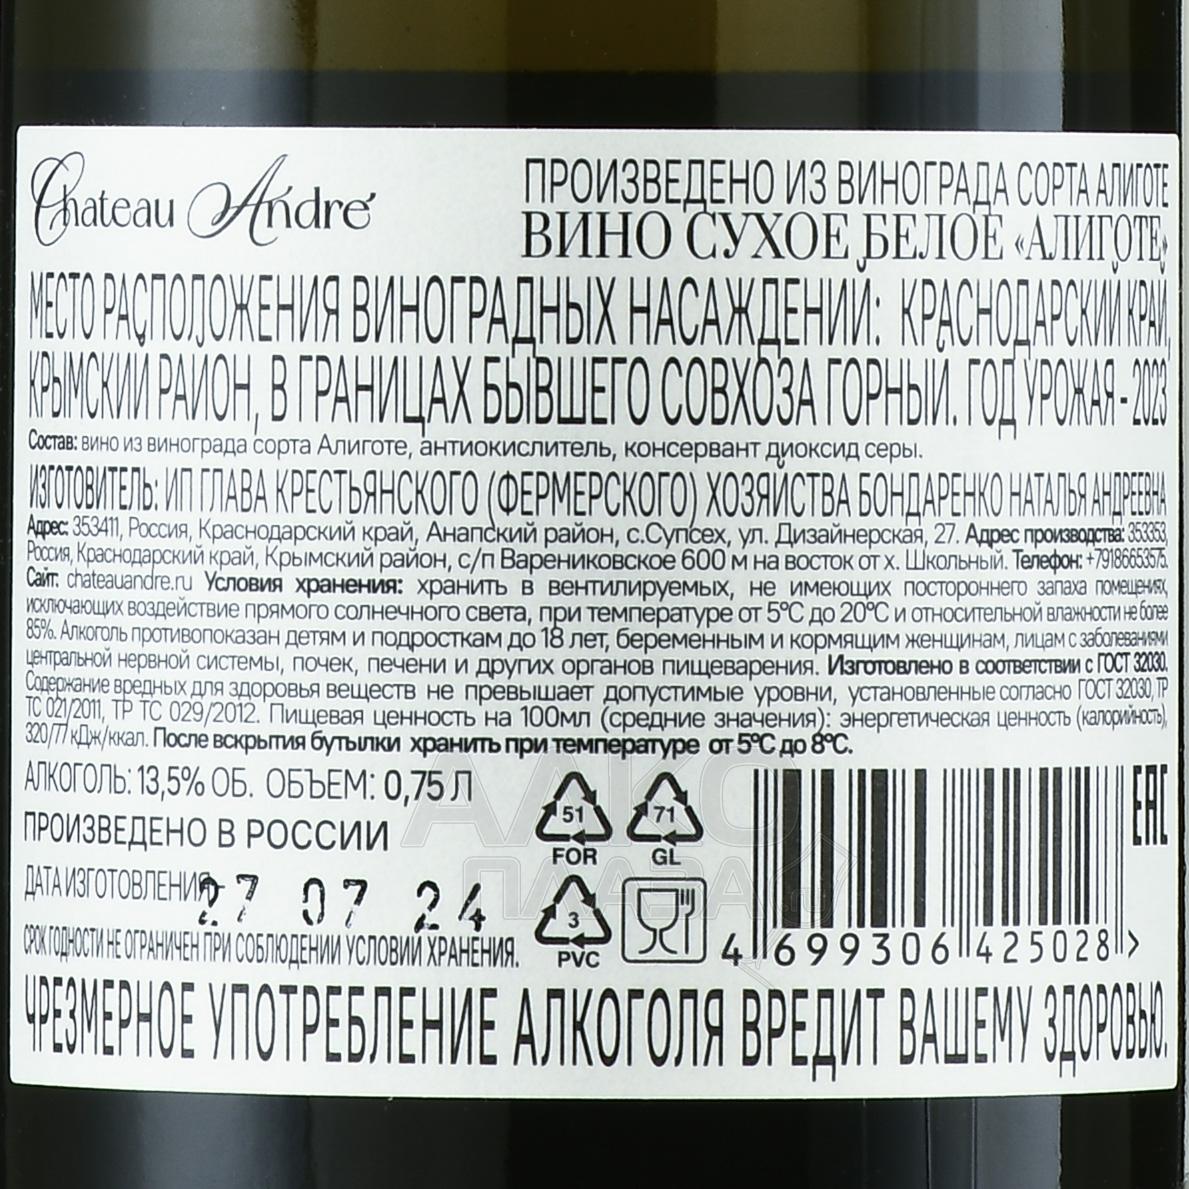 Chateau André
ПРОИЗВЕДЕНО ИЗ ВИНОГРАДА СОРТА АЛИГОТЕ
ВИНО СУХОЕ БЕЛОЕ «АЛИГОТЕ»
МЕСТО РАСПОЛОЖЕНИЯ ВИНОГРАДНЫХ НАСАЖДЕНИЙ: КРАСНОДАРСКИЙ КРАЙ,
КРЫМСКИЙ РАЙОН, В ГРАНИЦАХ БЫВШЕГО СОВХОЗА ГОРНЫЙ. ГОД УРОЖАЯ - 2023
Состав: вино из винограда сорта Алиготе, антиокислитель, консервант диоксид серы.
ИЗГОТОВИТЕЛЬ: ИП ГЛАВА КРЕСТЬЯНСКОГО (ФЕРМЕРСКОГО) ХОЗЯЙСТВА БОНДАРЕНКО НАТАЛЬЯ АНДРЕЕВНА
Адрес: 353411, Россия, Краснодарский край, Анапский район, с.Супсех, ул. Дизайнерская, 27. Адрес производства: 353353,
Россия, Краснодарский край, Крымский район, с/п Варениковское 600 м на восток от х. Школьный. Телефон: +79186653575.
Сайт: chateauandre.ru Условия хранения: хранить в вентилируемых, не имеющих постороннего запаха помещениях,
исключающих воздействие прямого солнечного света, при температуре от 5°C до 20°C и относительной влажности не более
85%. Алкоголь противопоказан детям и подросткам до 18 лет, беременным и кормящим женщинам, лицам с заболеваниями
центральной нервной системы, почек, печени и других органов пищеварения. Изготовлено в соответствии с ГОСТ 32030.
Содержание вредных для здоровья веществ не превышает допустимые уровни, установленные согласно ГОСТ 32030, ТР
ТС 021/2011, ТР ТС 029/2012. Пищевая ценность на 100мл (средние значения): энергетическая ценность (калорийность),
320/77 кДж/ккал. После вскрытия бутылки хранить при температуре от 5°C до 8°C.
АЛКОГОЛЬ: 13,5% ОБ. ОБЪЕМ: 0,75 Л
ПРОИЗВЕДЕНО В РОССИИ
ДАТА ИЗГОТОВЛЕНИЯ - 27 07 24
СРОК ГОДНОСТИ НЕ ОГРАНИЧЕН ПРИ СОБЛЮДЕНИИ УСЛОВИЙ ХРАНЕНИЯ.
51
FOR
71
GL
3
PVC
EAC
4 699306 425028 >
АЛКО
ПЛАЗА.ru
ЧРЕЗМЕРНОЕ УПОТРЕБЛЕНИЕ АЛКОГОЛЯ ВРЕДИТ ВАШЕМУ ЗДОРОВЬЮ.